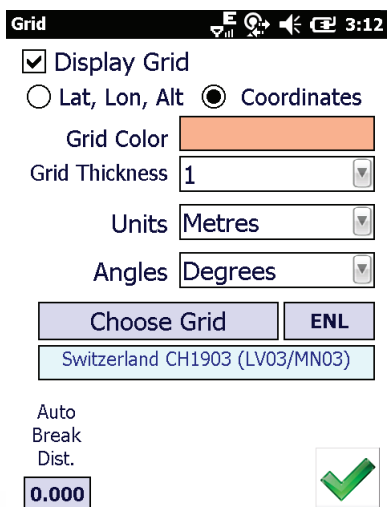 Grid E 3:12
Display Grid
Lat, Lon, Alt Coordinates
Grid Color
Grid Thickness 1
Units Metres
Angles Degrees
Choose Grid ENL
Switzerland CH1903 (LV03/MN03)
Auto
Break
Dist.
0.000